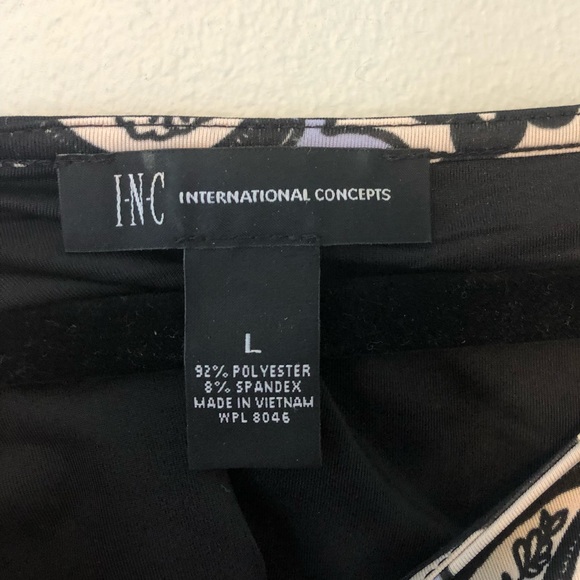 I·N·C INTERNATIONAL CONCEPTS
L
92% POLYESTER
8% SPANDEX
MADE IN VIETNAM
WPL 8046